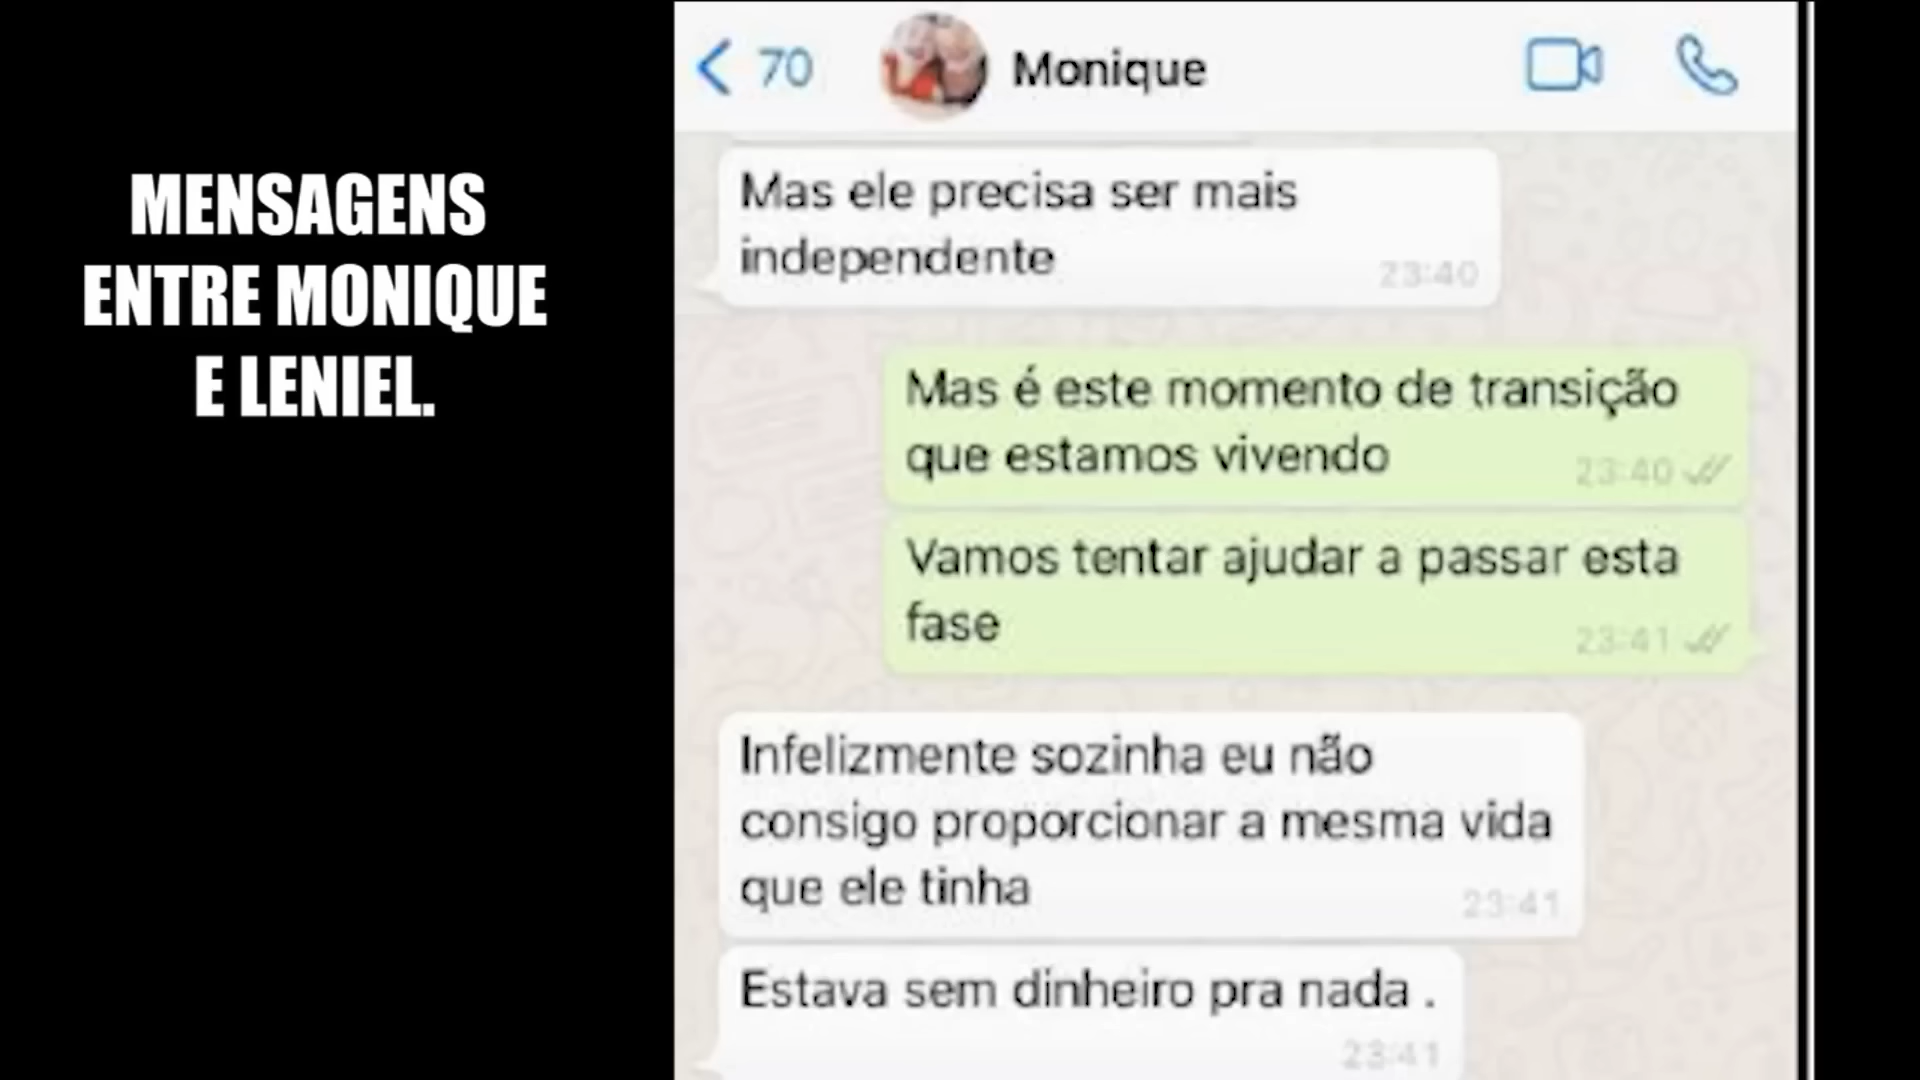 MENSAGENS
ENTRE MONIQUE
E LENIEL.
70
Monique
Mas ele precisa ser mais
independente
23:40
Mas é este momento de transição
que estamos vivendo
23:40
Vamos tentar ajudar a passar esta
fase
23:41
Infelizmente sozinha eu não
consigo proporcionar a mesma vida
que ele tinha
23:41
Estava sem dinheiro pra nada .
23:41